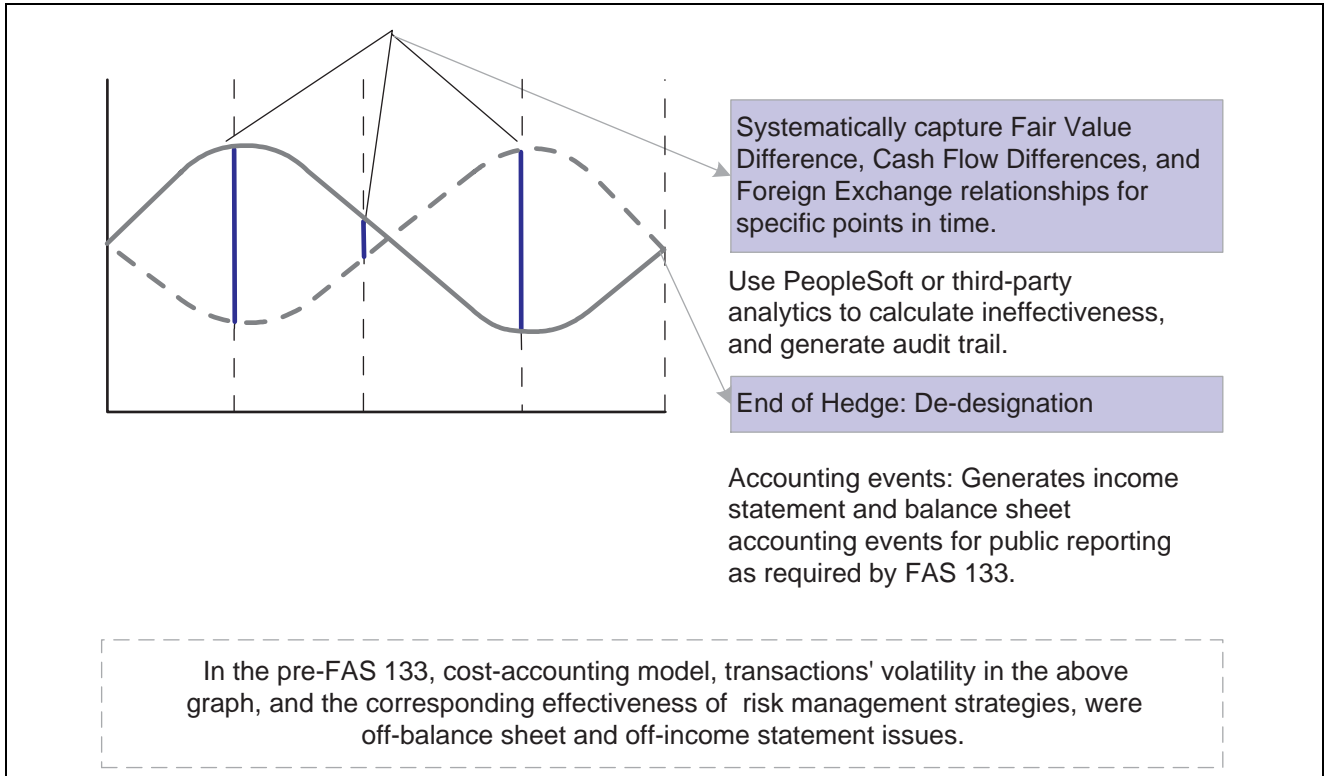 Systematically capture Fair Value
Difference, Cash Flow Differences, and
Foreign Exchange relationships for
specific points in time.
Use PeopleSoft or third-party
analytics to calculate ineffectiveness,
and generate audit trail.
End of Hedge: De-designation
Accounting events: Generates income
statement and balance sheet
accounting events for public reporting
as required by FAS 133.
In the pre-FAS 133, cost-accounting model, transactions' volatility in the above
graph, and the corresponding effectiveness of  risk management strategies, were
off-balance sheet and off-income statement issues.